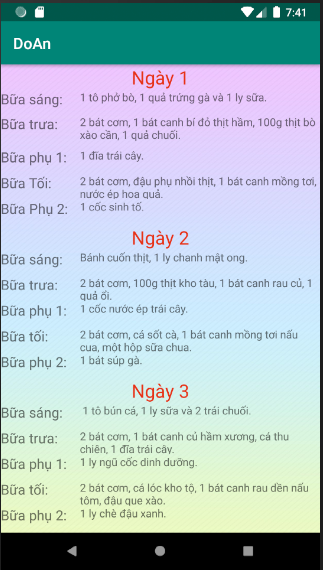 7:41
DoAn
Ngày 1
Bữa sáng: 1 tô phở bò, 1 quả trứng gà và 1 ly sữa.
Bữa trưa: 2 bát cơm, 1 bát canh bí đỏ thịt hầm, 100g thịt bò
xào cần, 1 quả chuối.
Bữa phụ 1: 1 đĩa trái cây.
Bữa Tối: 2 bát cơm, đậu phụ nhồi thịt, 1 bát canh mồng tơi,
nước ép hoa quả.
Bữa Phụ 2: 1 cốc sinh tố.
Ngày 2
Bữa sáng: Bánh cuốn thịt, 1 ly chanh mật ong.
Bữa trưa: 2 bát cơm, 100g thịt kho tàu, 1 bát canh rau củ, 1
quả ổi.
Bữa phụ 1: 1 cốc nước ép trái cây.
Bữa tối: 2 bát cơm, cá sốt cà, 1 bát canh mồng tơi nấu
cua, một hộp sữa chua.
Bữa phụ 2: 1 bát súp gà.
Ngày 3
Bữa sáng: 1 tô bún cá, 1 ly sữa và 2 trái chuối.
Bữa trưa: 2 bát cơm, 1 bát canh củ hầm xương, cá thu
chiên, 1 đĩa trái cây.
Bữa phụ 1: 1 ly ngũ cốc dinh dưỡng.
Bữa tối: 2 bát cơm, cá lóc kho tộ, 1 bát canh rau dền nấu
tôm, đậu que xào.
Bữa phụ 2: 1 ly chè đậu xanh.